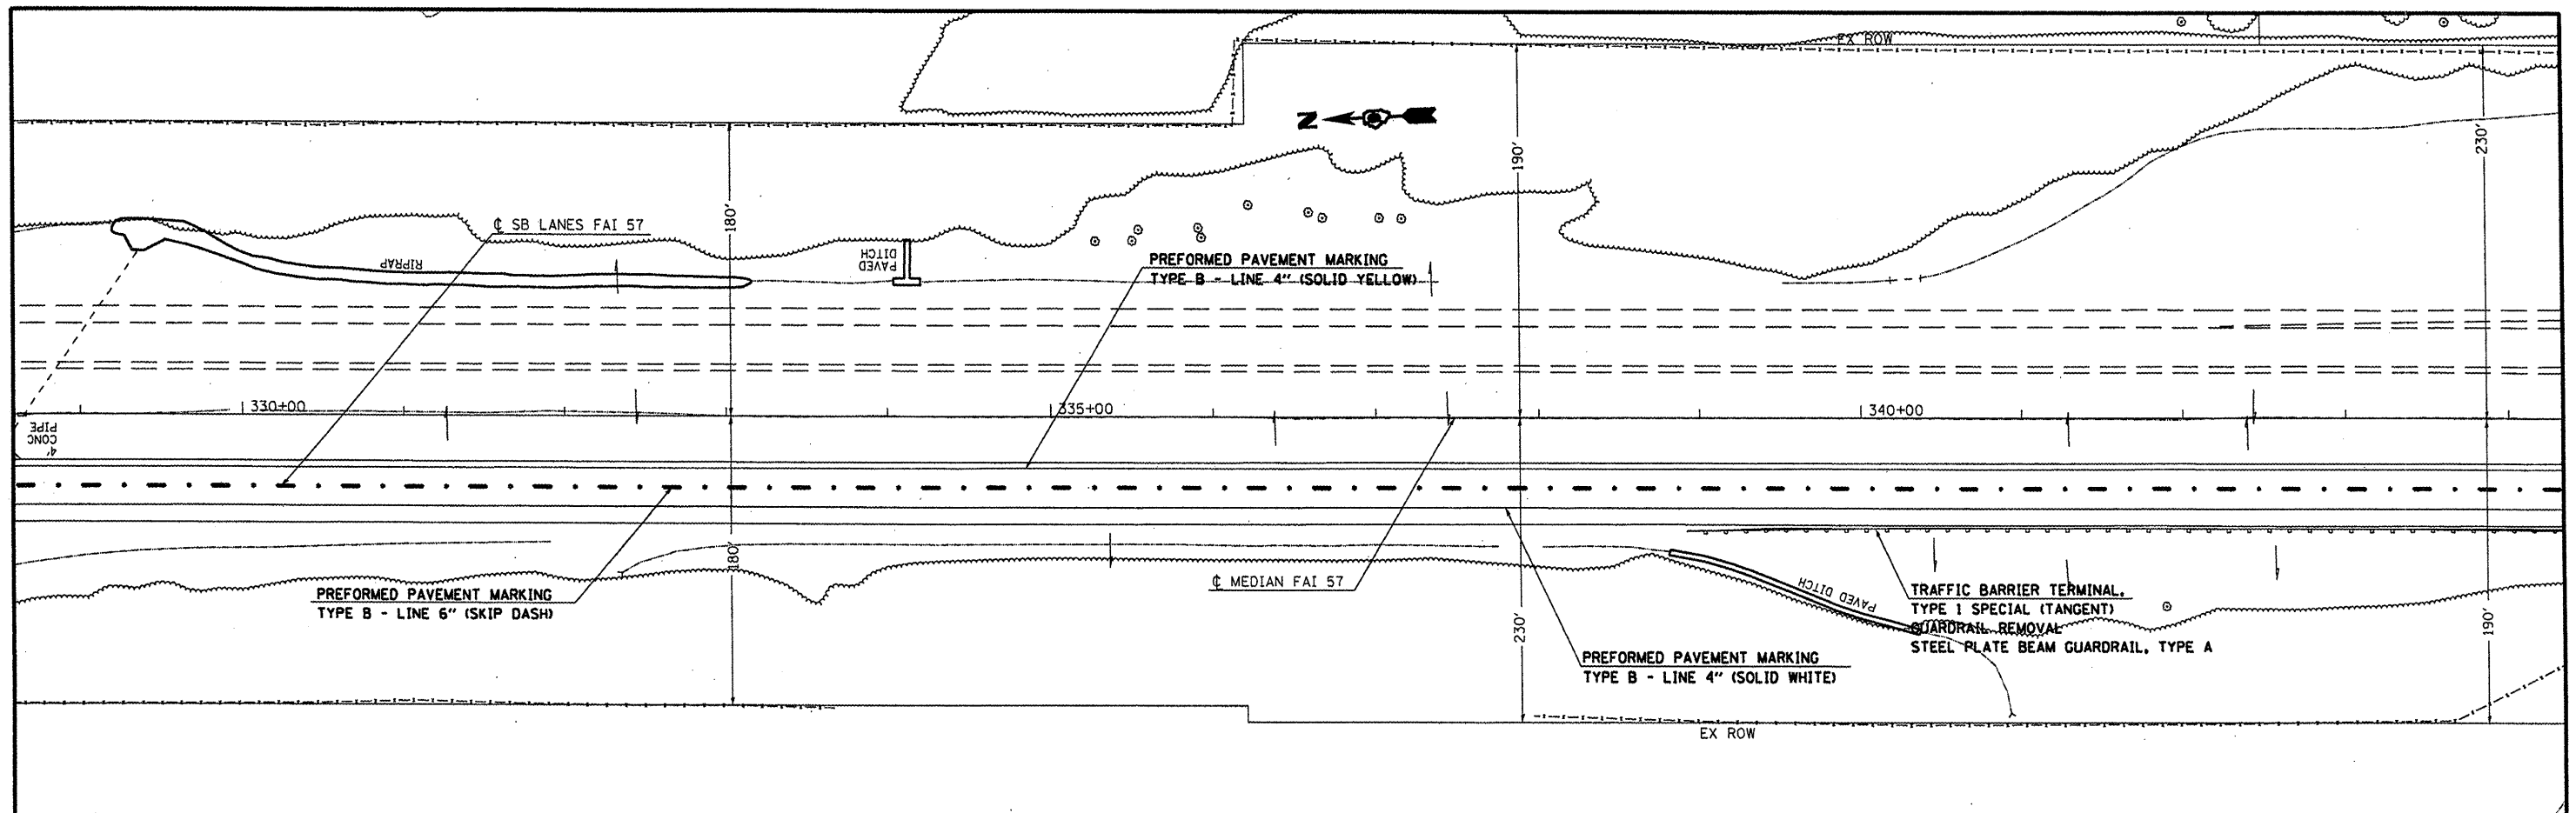 EX ROW
N
190'
230'
180'
℄ SB LANES FAI 57
RIPRAP
PAVED
DITCH
PREFORMED PAVEMENT MARKING
TYPE B - LINE 4" (SOLID YELLOW)
330+00
335+00
340+00
4'
CONC
PIPE
180'
PREFORMED PAVEMENT MARKING
TYPE B - LINE 6" (SKIP DASH)
℄ MEDIAN FAI 57
230'
PAVED DITCH
TRAFFIC BARRIER TERMINAL,
TYPE 1 SPECIAL (TANGENT)
GUARDRAIL REMOVAL
STEEL PLATE BEAM GUARDRAIL, TYPE A
190'
PREFORMED PAVEMENT MARKING
TYPE B - LINE 4" (SOLID WHITE)
EX ROW